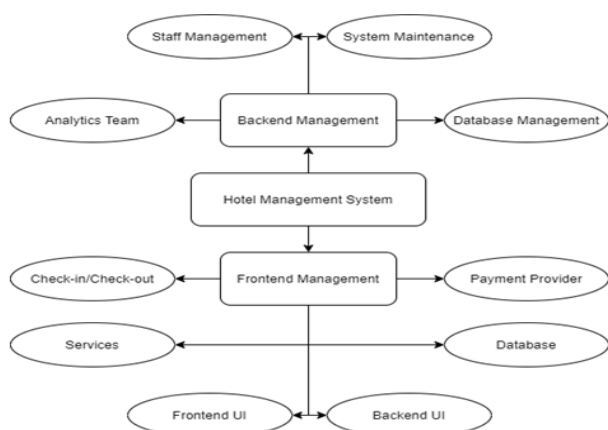 Staff Management
System Maintenance
Analytics Team
Backend Management
Database Management
Hotel Management System
Check-in/Check-out
Frontend Management
Payment Provider
Services
Database
Frontend UI
Backend UI